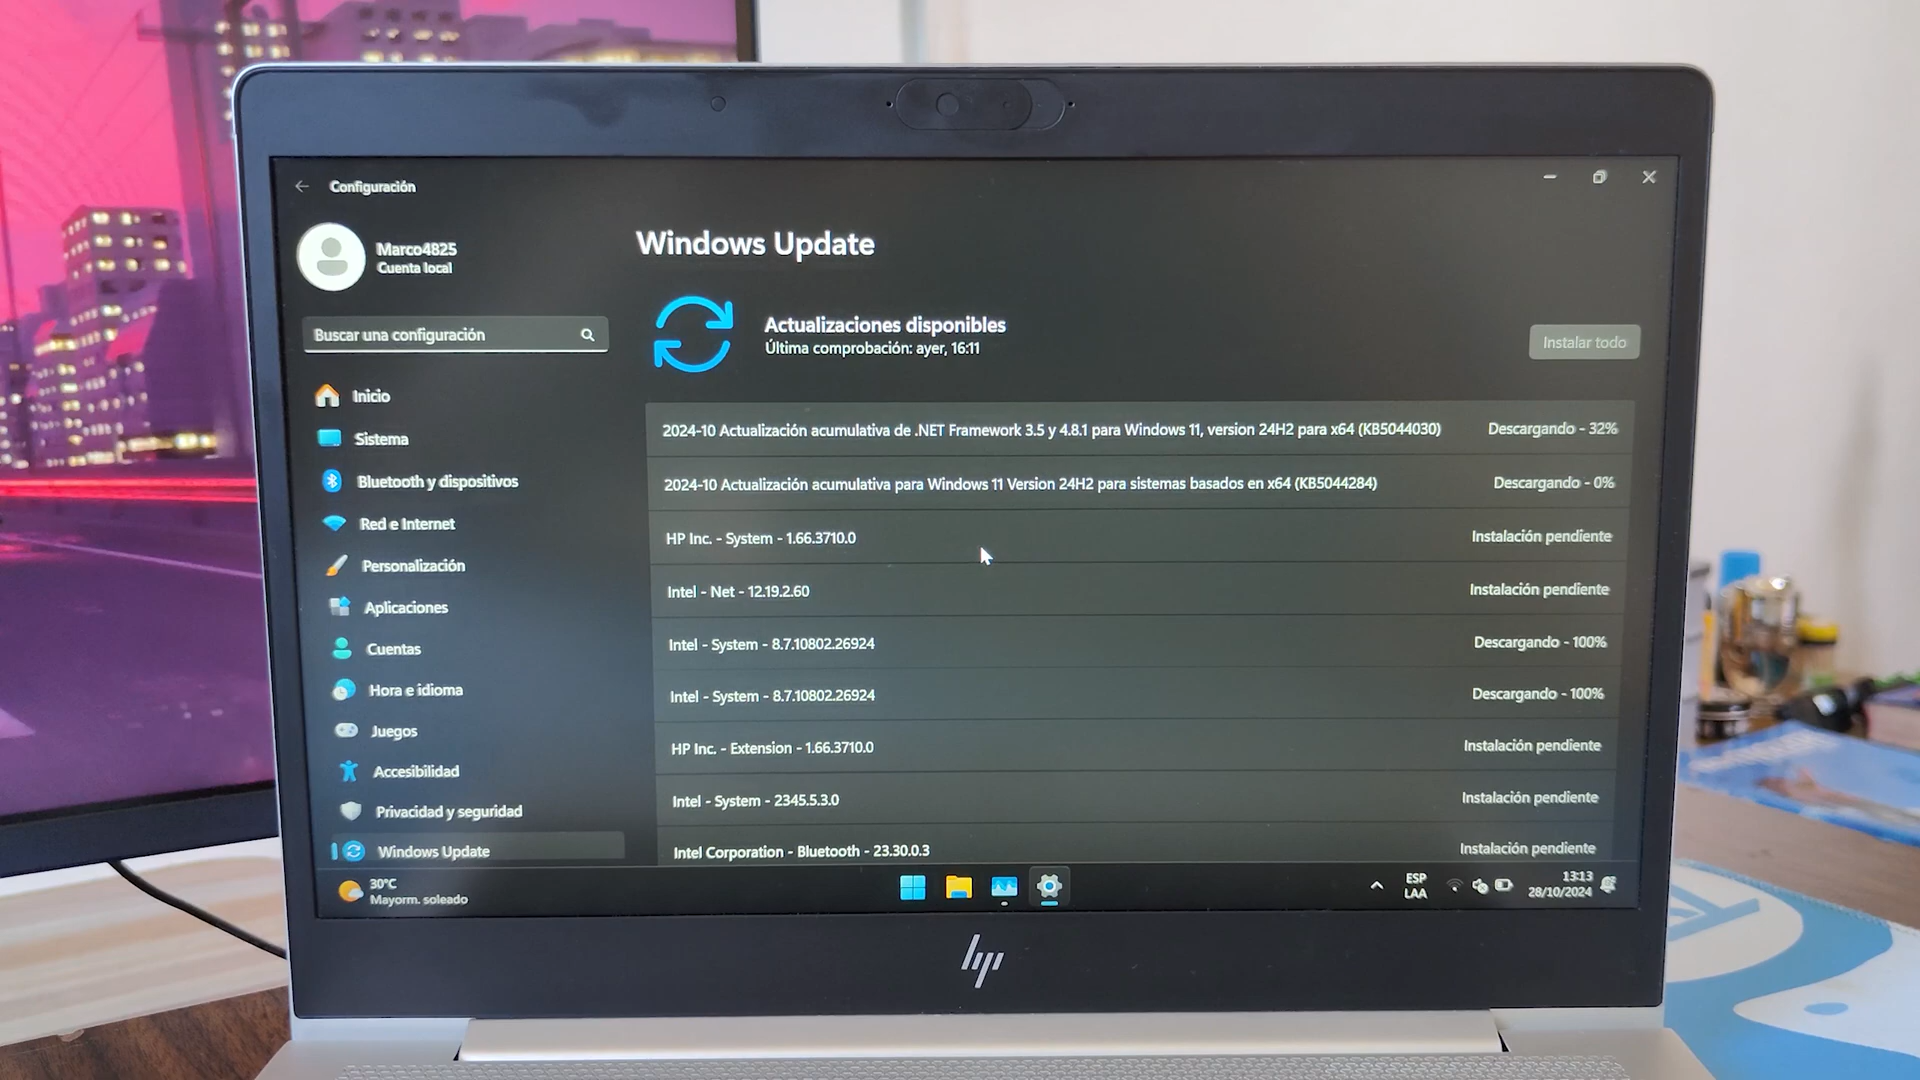 Configuración
Marco4825
Cuenta local
Buscar una configuración
Inicio
Sistema
Bluetooth y dispositivos
Red e Internet
Personalización
Aplicaciones
Cuentas
Hora e idioma
Juegos
Accesibilidad
Privacidad y seguridad
Windows Update
Windows Update
Actualizaciones disponibles
Última comprobación: ayer, 16:11
Instalar todo
2024-10 Actualización acumulativa de .NET Framework 3.5 y 4.8.1 para Windows 11, version 24H2 para x64 (KB5044030) Descargando - 32%
2024-10 Actualización acumulativa para Windows 11 Version 24H2 para sistemas basados en x64 (KB5044284) Descargando - 0%
HP Inc. - System - 1.66.3710.0 Instalación pendiente
Intel - Net - 12.19.2.60 Instalación pendiente
Intel - System - 8.7.10802.26924 Descargando - 100%
Intel - System - 8.7.10802.26924 Descargando - 100%
HP Inc. - Extension - 1.66.3710.0 Instalación pendiente
Intel - System - 2345.5.3.0 Instalación pendiente
Intel Corporation - Bluetooth - 23.30.0.3 Instalación pendiente
30°C
Mayorm. soleado
ESP
LAA
13:13
28/10/2024
hp